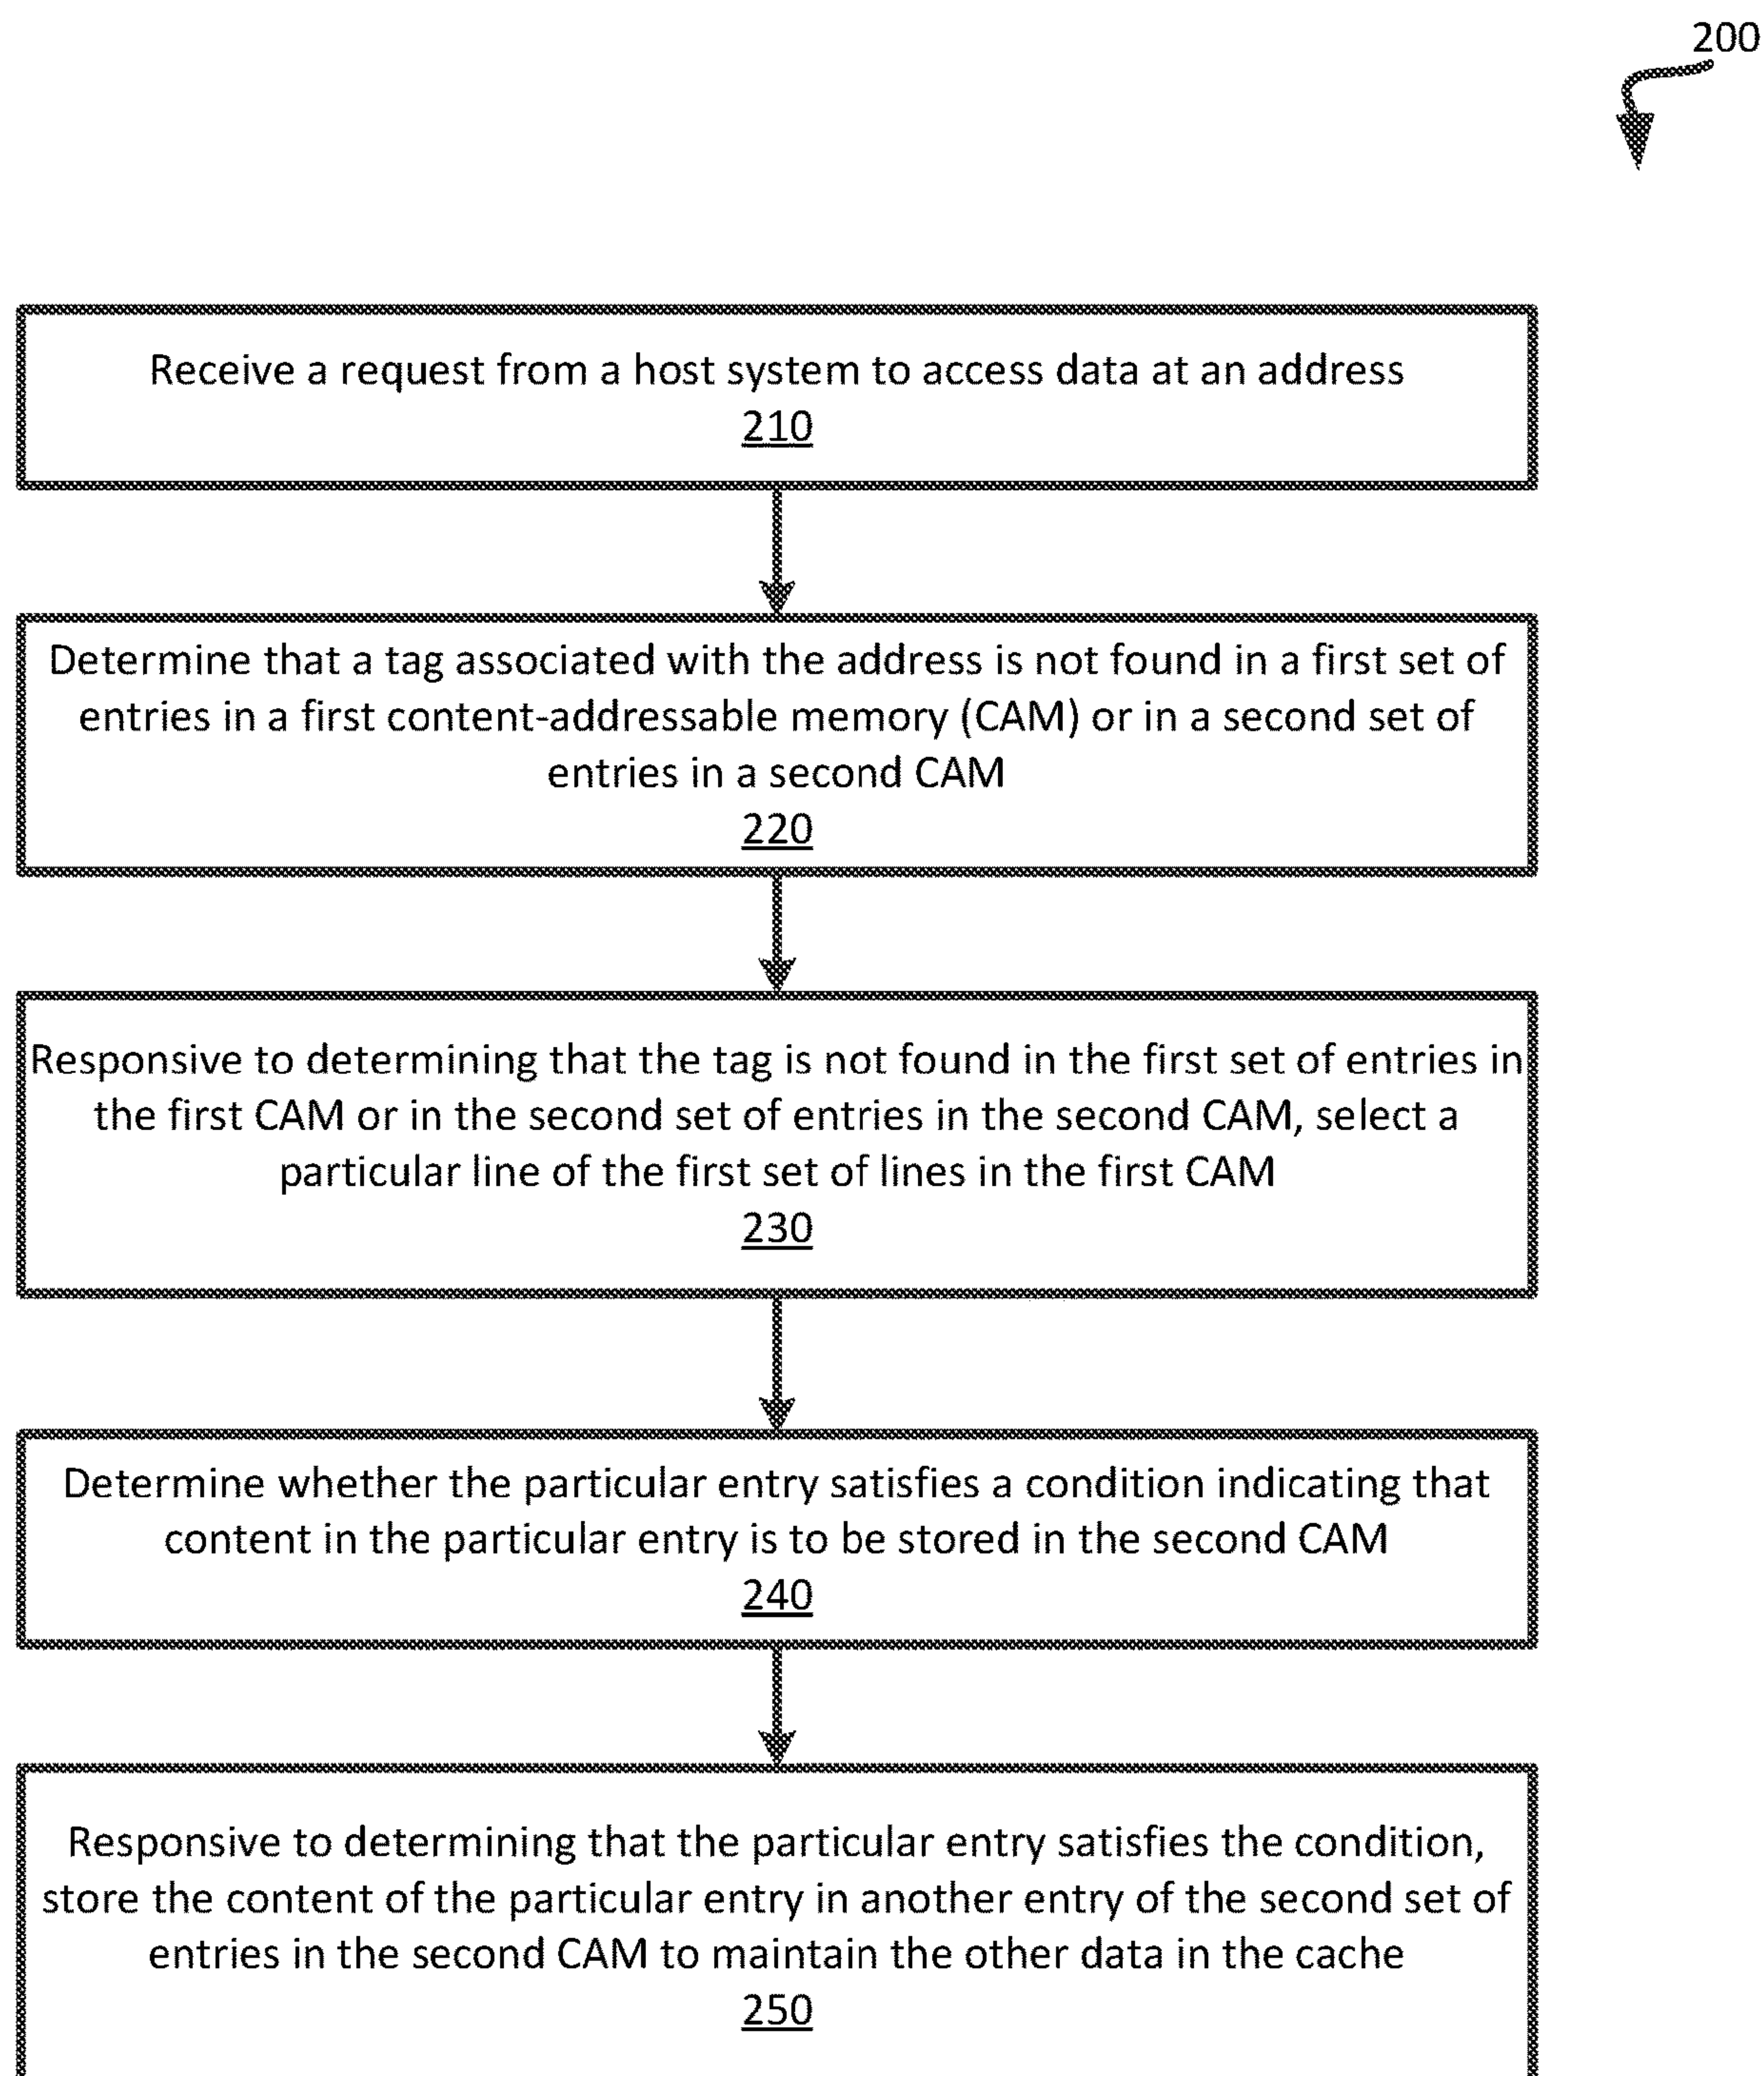 200
Receive a request from a host system to access data at an address
210
Determine that a tag associated with the address is not found in a first set of
entries in a first content-addressable memory (CAM) or in a second set of
entries in a second CAM
220
Responsive to determining that the tag is not found in the first set of entries in
the first CAM or in the second set of entries in the second CAM, select a
particular line of the first set of lines in the first CAM
230
Determine whether the particular entry satisfies a condition indicating that
content in the particular entry is to be stored in the second CAM
240
Responsive to determining that the particular entry satisfies the condition,
store the content of the particular entry in another entry of the second set of
entries in the second CAM to maintain the other data in the cache
250